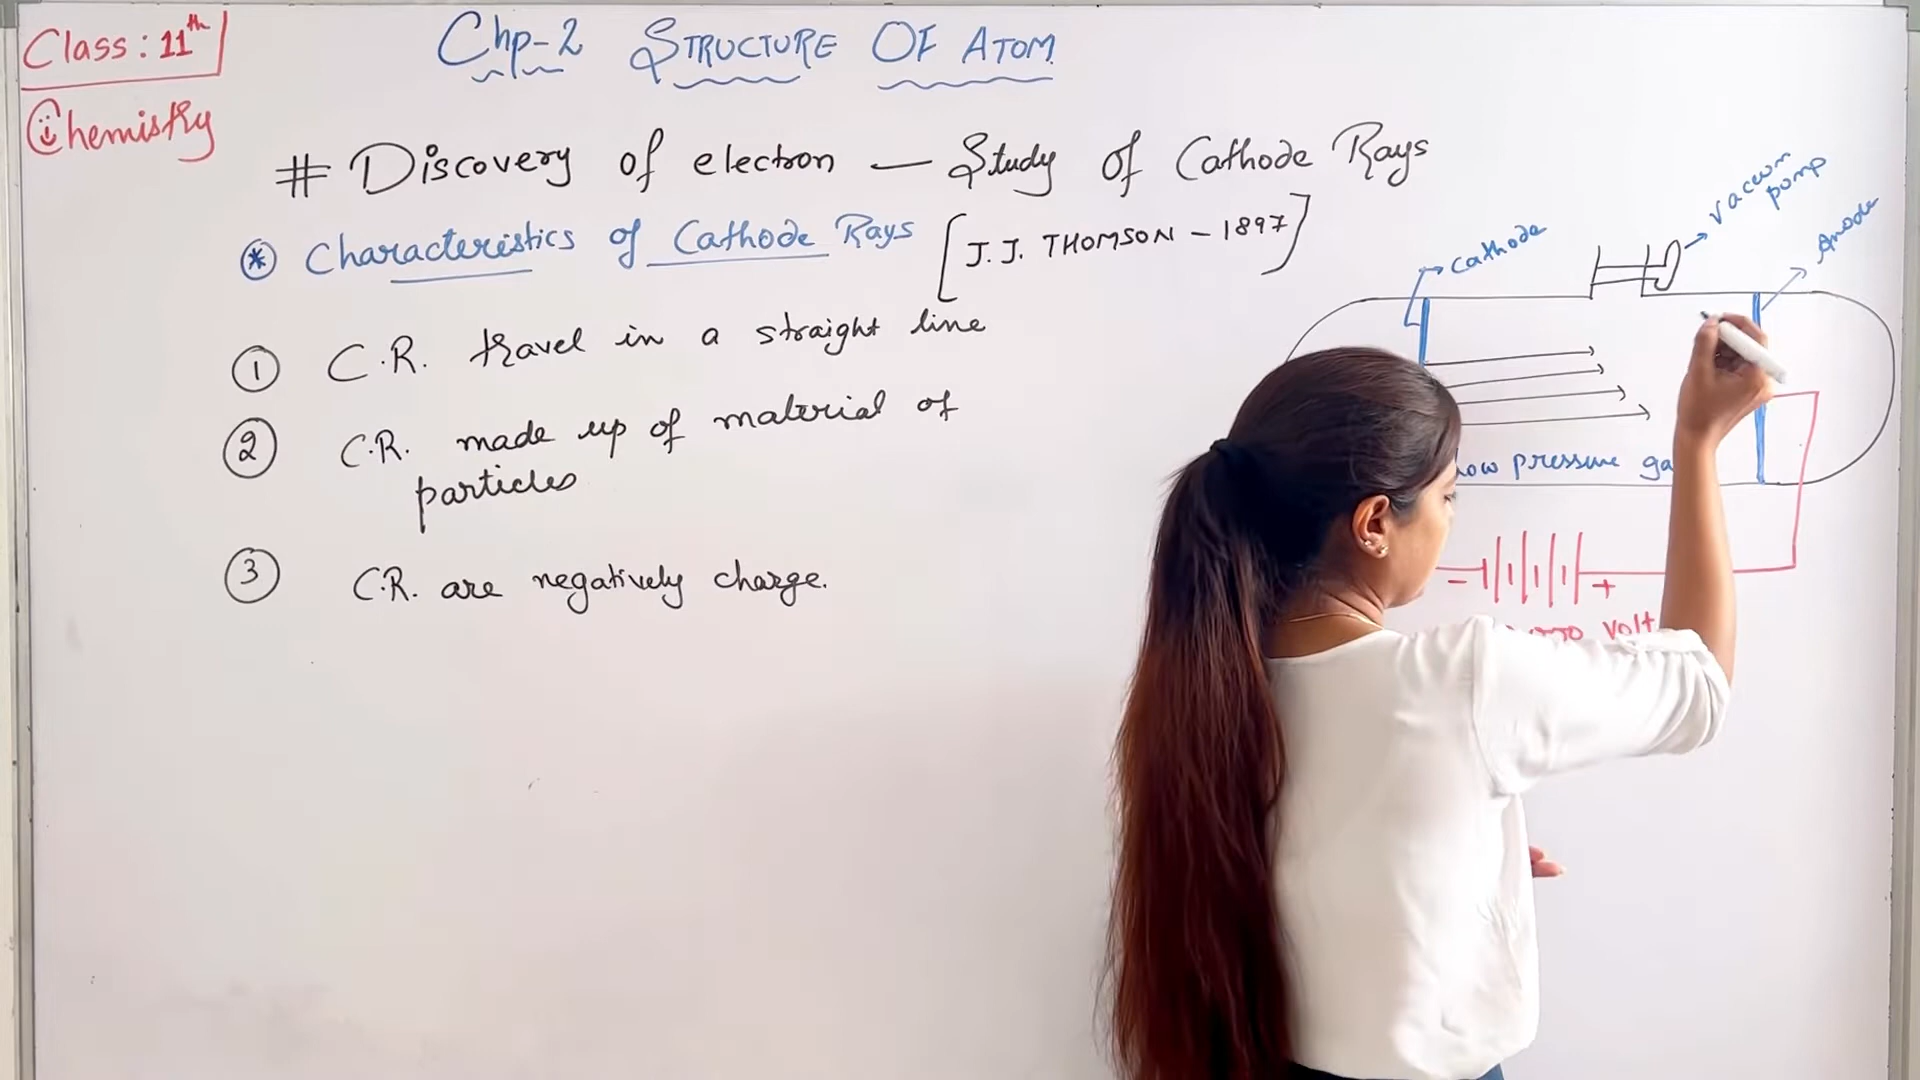 Class: 11th
Chemistry
Chp-2 STRUCTURE OF ATOM
# Discovery of electron — Study of Cathode Rays
* Characteristics of Cathode Rays [J.J. THOMSON - 1897]
1 C.R. travel in a straight line
2 C.R. made up of material of
particles
3 C.R. are negatively charge.
Cathode
Vacuum
pump
Anode
low pressure ga
- +
volt